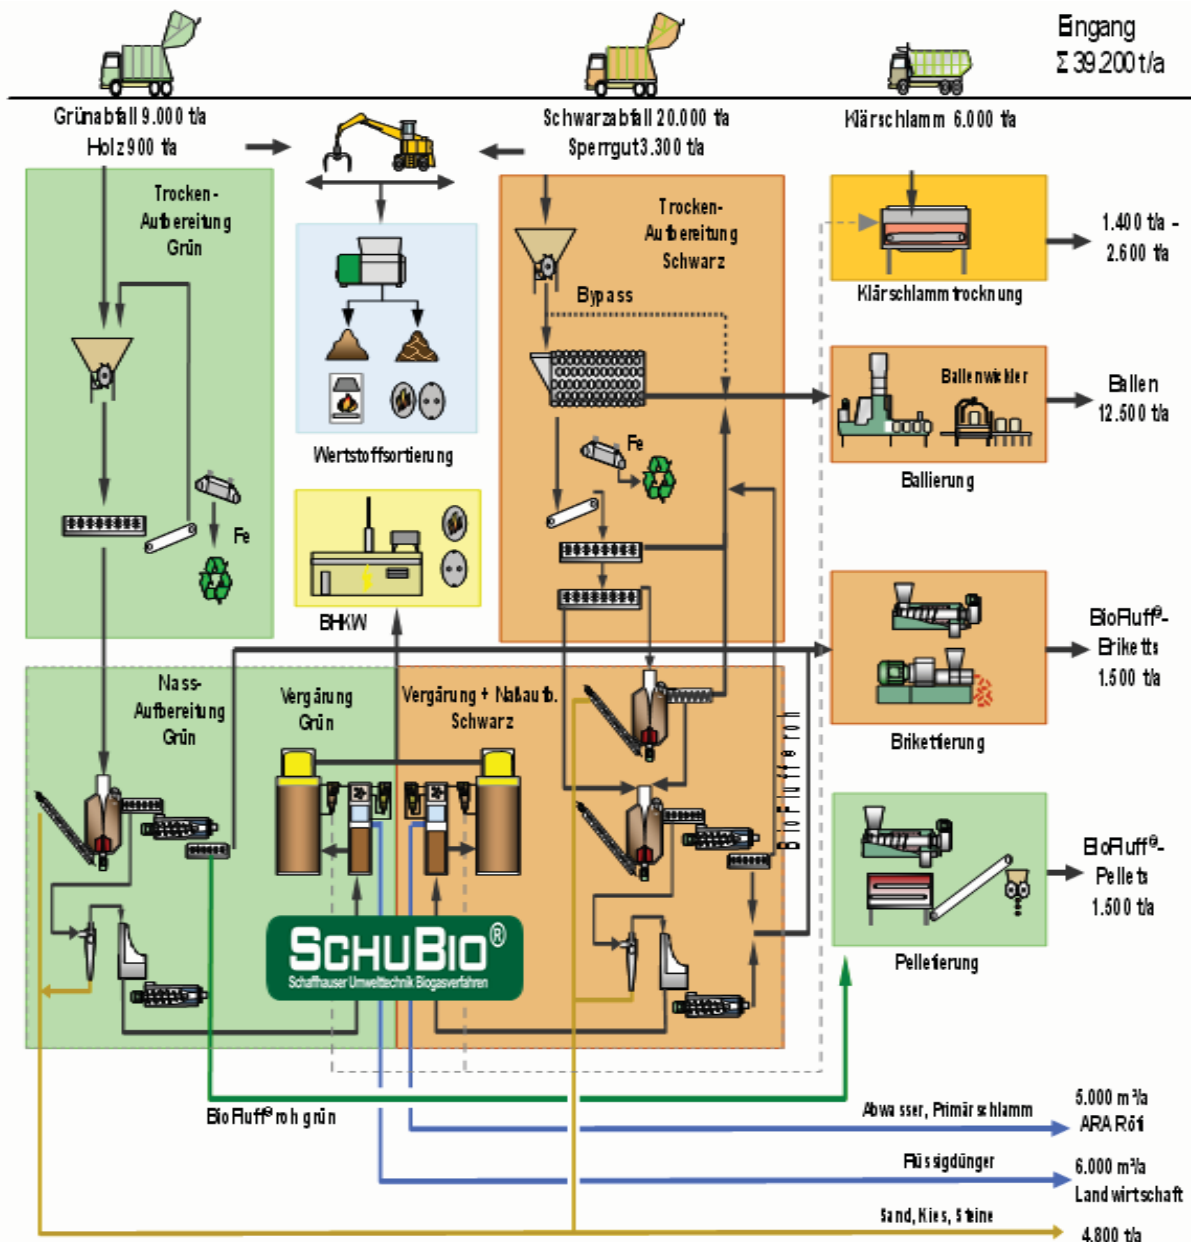 Eingang
Σ 39.200 t/a
Grünabfall 9.000 t/a
Holz 900 t/a
Schwarzabfall 20.000 t/a
Sperrgut 3.300 t/a
Klärschlamm 6.000 t/a
Trocken-
Aufbereitung
Grün
Trocken-
Aufbereitung
Schwarz
1.400 t/a -
2.600 t/a
Klärschlammtrocknung
Bypass
Ballenwickler
Ballen
12.500 t/a
Fe
Wertstoffsortierung
Ballierung
Fe
BHKW
BioFluff®-
Briketts
1.500 t/a
Nass-
Aufbereitung
Grün
Vergärung
Grün
Vergärung + Naßaufb.
Schwarz
Brikettierung
BioFluff®-
Pellets
1.500 t/a
SCHUBIO®
Schaffhauser Umwelttechnik Biogasverfahren
Pelletierung
BioFluff® roh grün
Abwasser, Primärschlamm
5.000 m³/a
ARA Röti
Flüssigdünger
6.000 m³/a
Landwirtschaft
Sand, Kies, Steine
4.800 t/a